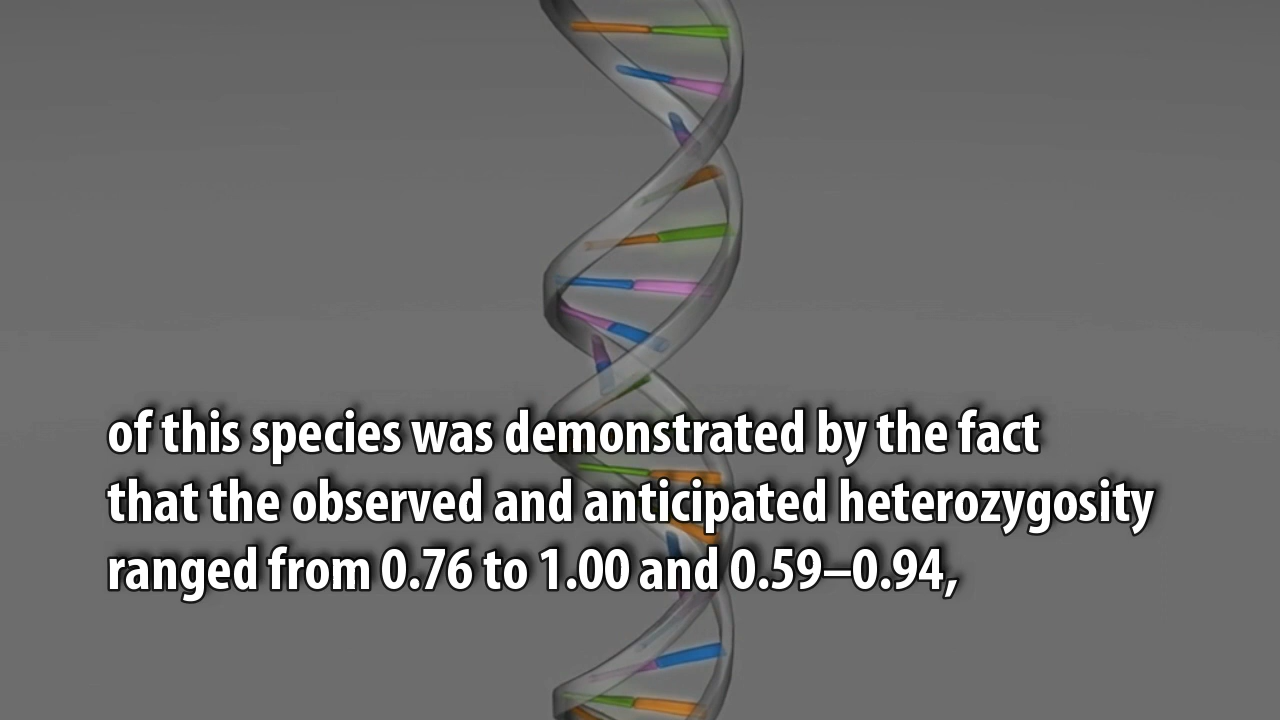 of this species was demonstrated by the fact
that the observed and anticipated heterozygosity
ranged from 0.76 to 1.00 and 0.59–0.94,